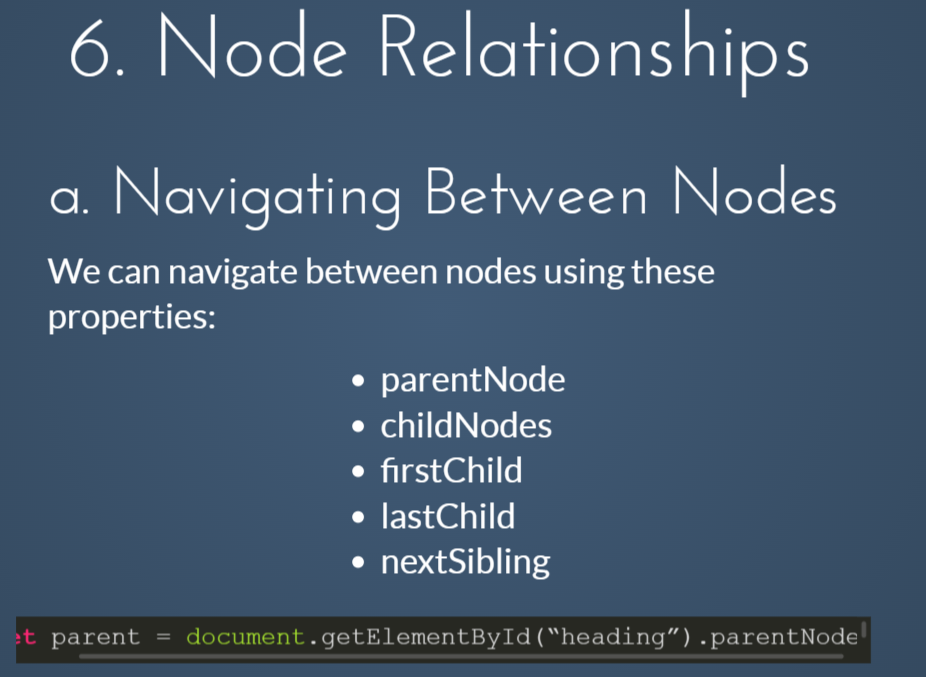 6. Node Relationships
a. Navigating Between Nodes
We can navigate between nodes using these
properties:
• parentNode
• childNodes
• firstChild
• lastChild
• nextSibling
et parent = document.getElementById(“heading”).parentNode